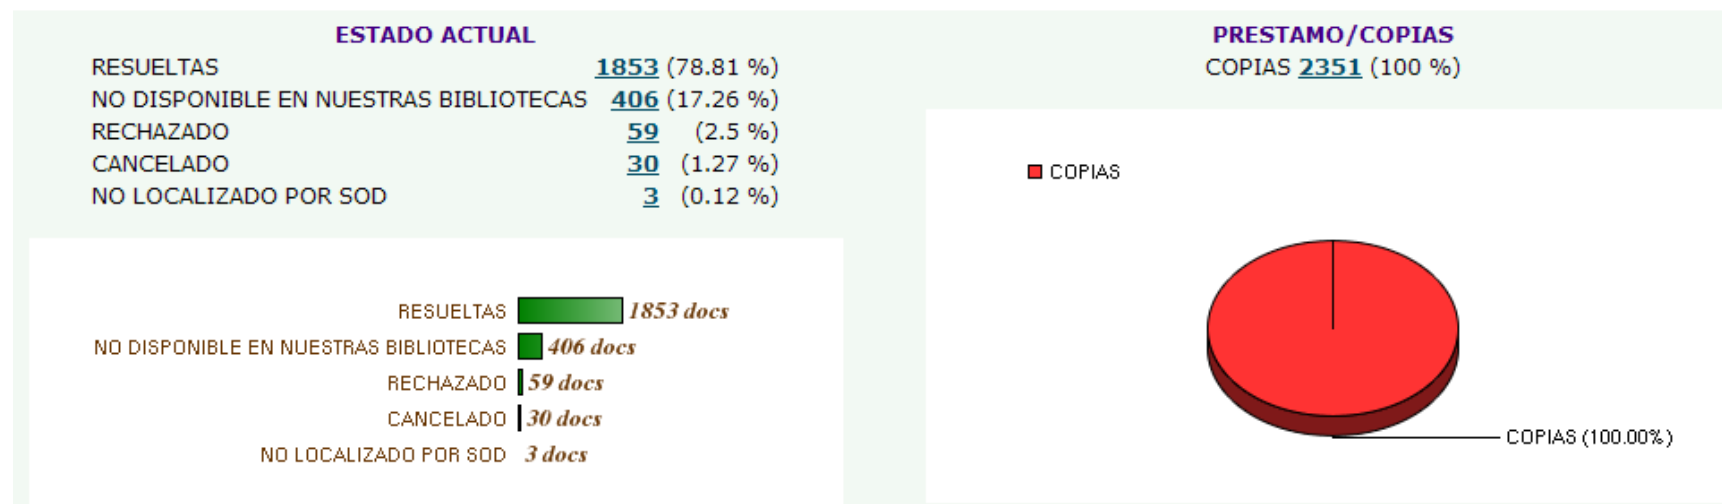 ESTADO ACTUAL
RESUELTAS 1853 (78.81 %)
NO DISPONIBLE EN NUESTRAS BIBLIOTECAS 406 (17.26 %)
RECHAZADO 59 (2.5 %)
CANCELADO 30 (1.27 %)
NO LOCALIZADO POR SOD 3 (0.12 %)
RESUELTAS 1853 docs
NO DISPONIBLE EN NUESTRAS BIBLIOTECAS 406 docs
RECHAZADO 59 docs
CANCELADO 30 docs
NO LOCALIZADO POR SOD 3 docs
PRESTAMO/COPIAS
COPIAS 2351 (100 %)
COPIAS
COPIAS (100.00%)